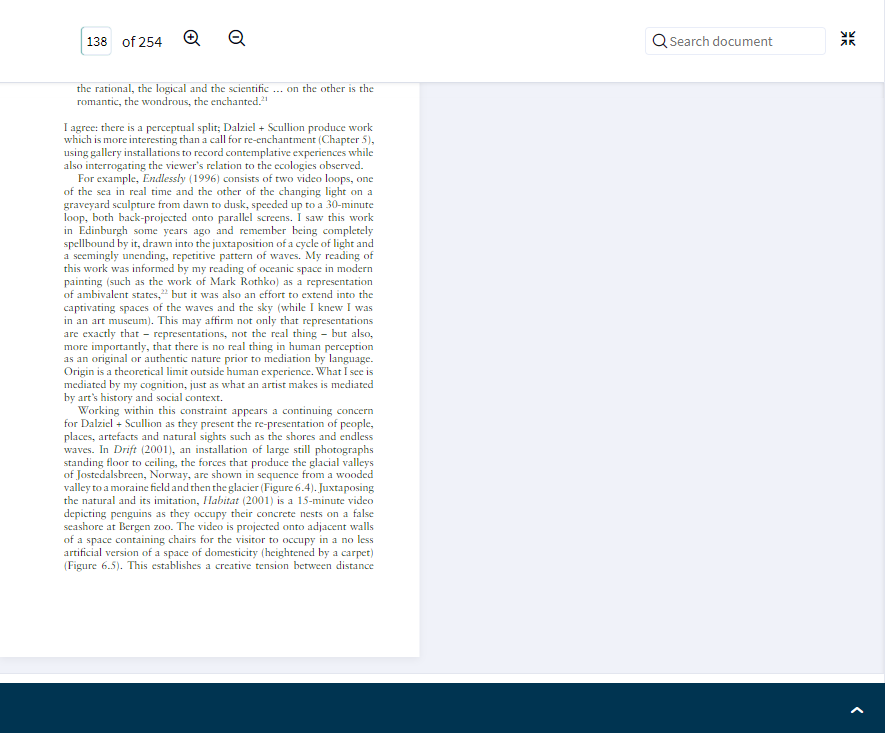 138 of 254 Search document
the rational, the logical and the scientific … on the other is the
romantic, the wondrous, the enchanted.²¹
I agree: there is a perceptual split; Dalziel + Scullion produce work
which is more interesting than a call for re-enchantment (Chapter 5),
using gallery installations to record contemplative experiences while
also interrogating the viewer's relation to the ecologies observed.
For example, Endlessly (1996) consists of two video loops, one
of the sea in real time and the other of the changing light on a
graveyard sculpture from dawn to dusk, speeded up to a 30-minute
loop, both back-projected onto parallel screens. I saw this work
in Edinburgh some years ago and remember being completely
spellbound by it, drawn into the juxtaposition of a cycle of light and
a seemingly unending, repetitive pattern of waves. My reading of
this work was informed by my reading of oceanic space in modern
painting (such as the work of Mark Rothko) as a representation
of ambivalent states,²² but it was also an effort to extend into the
captivating spaces of the waves and the sky (while I knew I was
in an art museum). This may affirm not only that representations
are exactly that – representations, not the real thing – but also,
more importantly, that there is no real thing in human perception
as an original or authentic nature prior to mediation by language.
Origin is a theoretical limit outside human experience. What I see is
mediated by my cognition, just as what an artist makes is mediated
by art's history and social context.
Working within this constraint appears a continuing concern
for Dalziel + Scullion as they present the re-presentation of people,
places, artefacts and natural sights such as the shores and endless
waves. In Drift (2001), an installation of large still photographs
standing floor to ceiling, the forces that produce the glacial valleys
of Jostedalsbreen, Norway, are shown in sequence from a wooded
valley to a moraine field and then the glacier (Figure 6.4). Juxtaposing
the natural and its imitation, Habitat (2001) is a 15-minute video
depicting penguins as they occupy their concrete nests on a false
seashore at Bergen zoo. The video is projected onto adjacent walls
of a space containing chairs for the visitor to occupy in a no less
artificial version of a space of domesticity (heightened by a carpet)
(Figure 6.5). This establishes a creative tension between distance